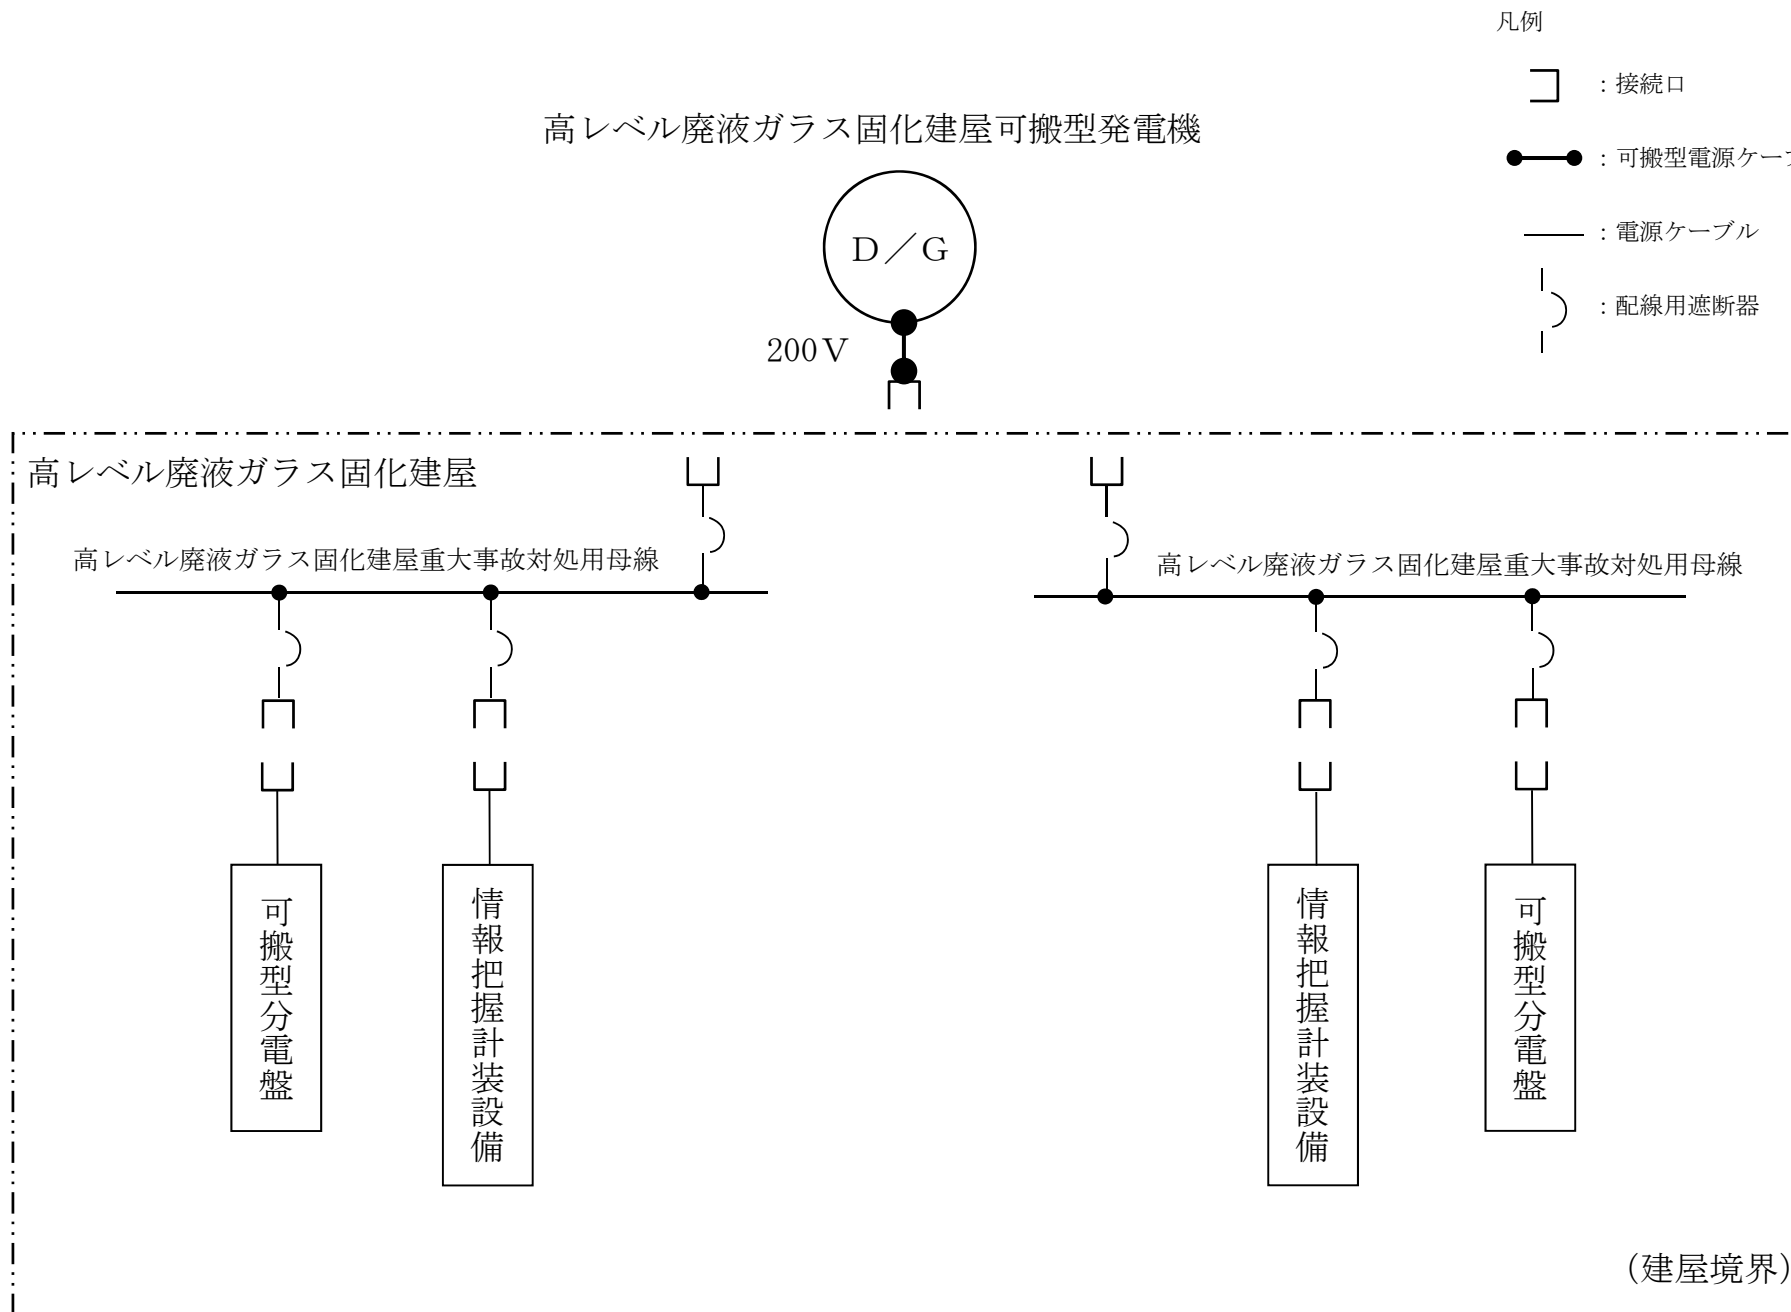 凡例
：接続口
高レベル廃液ガラス固化建屋可搬型発電機
：可搬型電源ケー
D／G
：電源ケーブル
：配線用遮断器
200V
高レベル廃液ガラス固化建屋
高レベル廃液ガラス固化建屋重大事故対処用母線
高レベル廃液ガラス固化建屋重大事故対処用母線
可搬型分電盤
情報把握計装設備
情報把握計装設備
可搬型分電盤
（建屋境界）